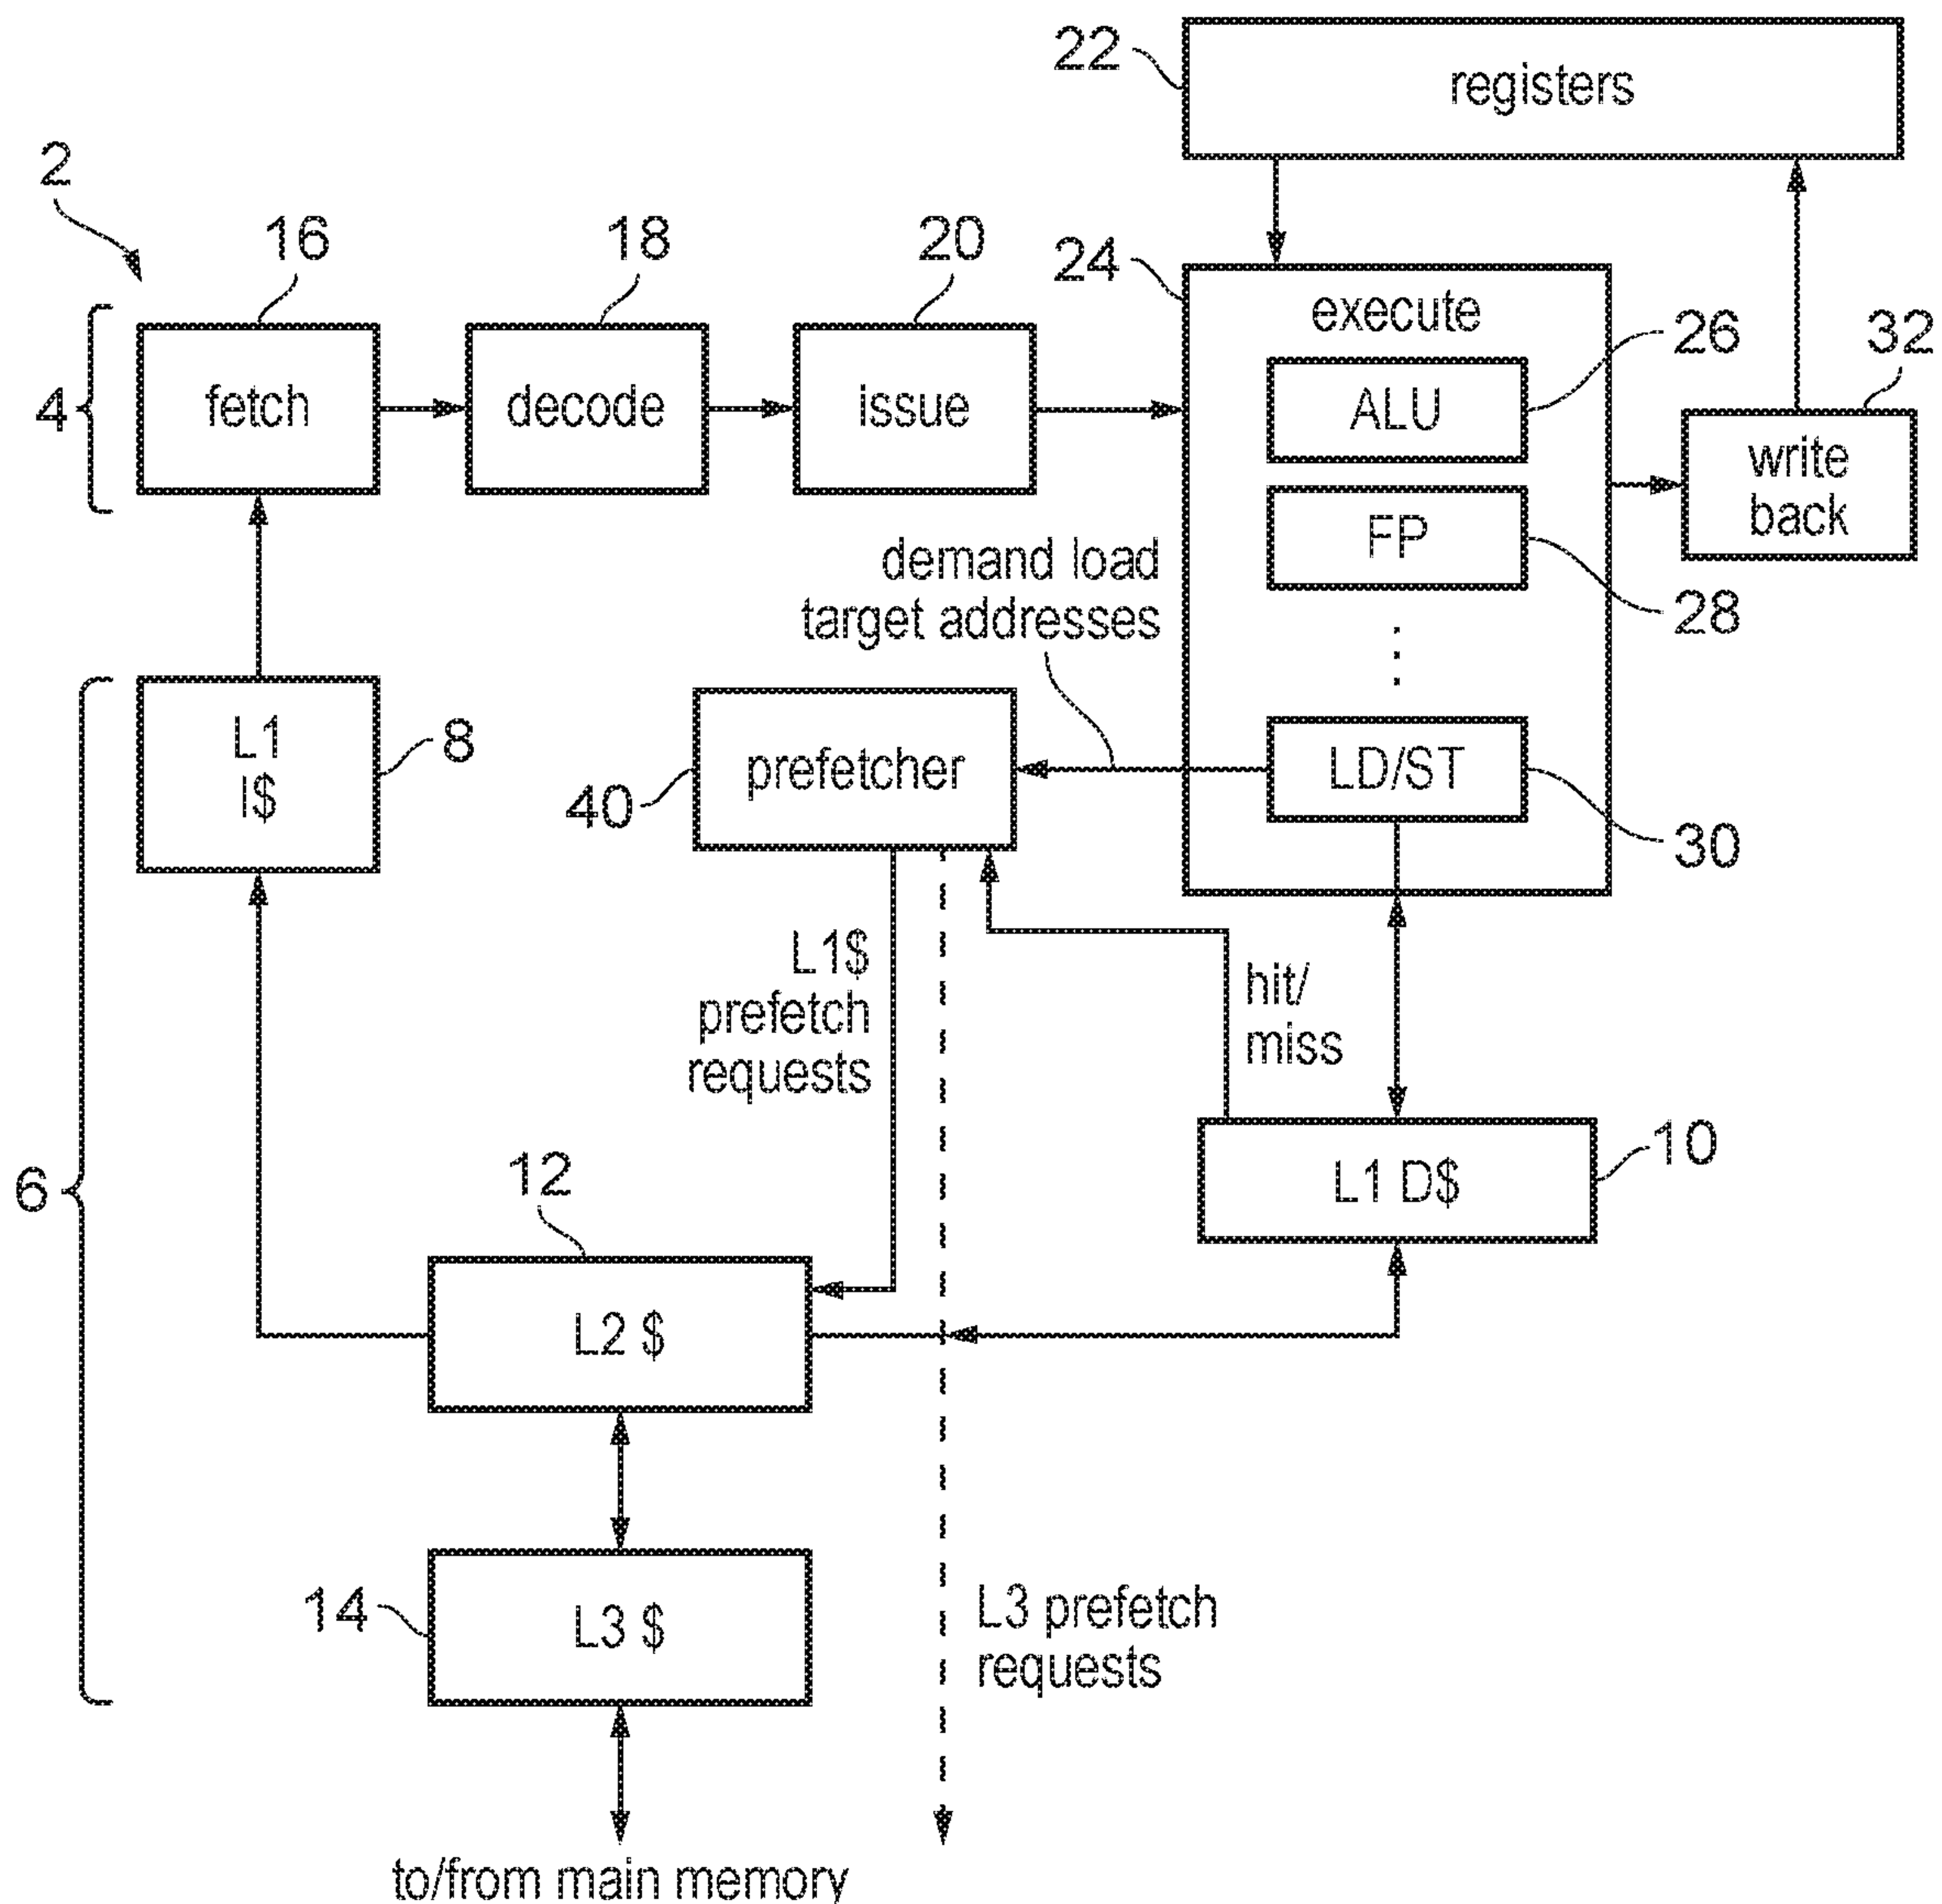 22
registers
2
16
18
20
24
execute
26
32
4
fetch
decode
issue
ALU
write
back
FP
28
demand load
target addresses
L1
I$
8
prefetcher
40
LD/ST
30
L1$
prefetch
requests
hit/
miss
6
12
10
L1 D$
L2 $
14
L3 $
L3 prefetch
requests
to/from main memory